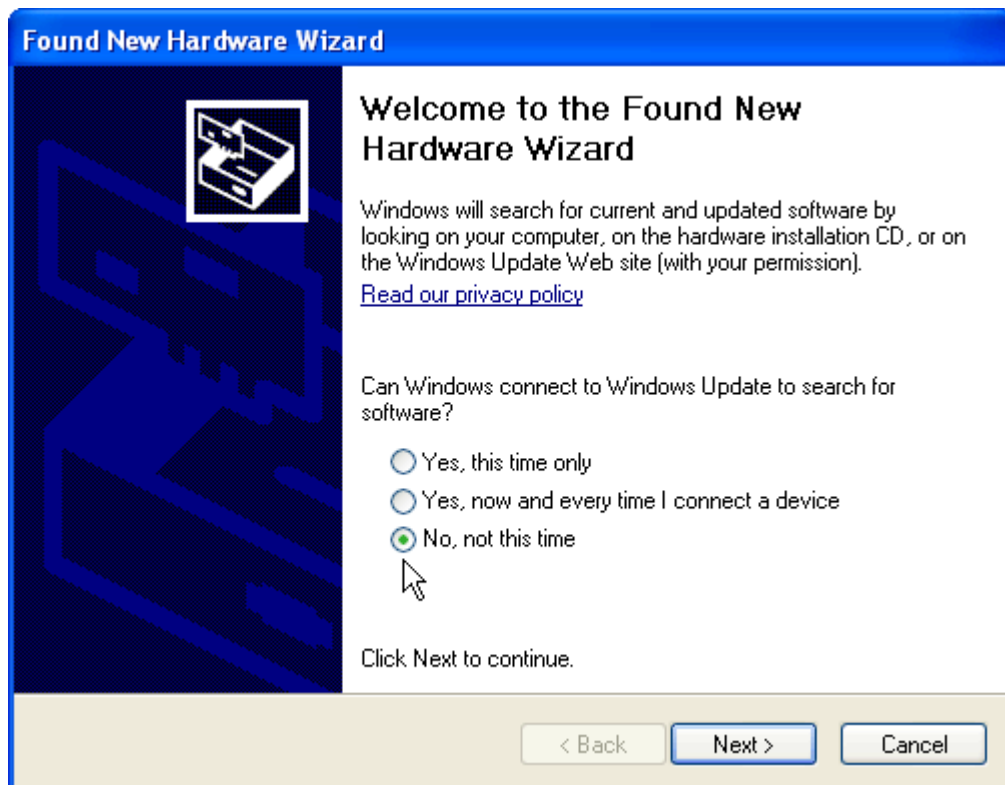 Found New Hardware Wizard
Welcome to the Found New
Hardware Wizard
Windows will search for current and updated software by
looking on your computer, on the hardware installation CD, or on
the Windows Update Web site (with your permission).
Read our privacy policy
Can Windows connect to Windows Update to search for
software?
Yes, this time only
Yes, now and every time I connect a device
No, not this time
Click Next to continue.
< Back Next > Cancel